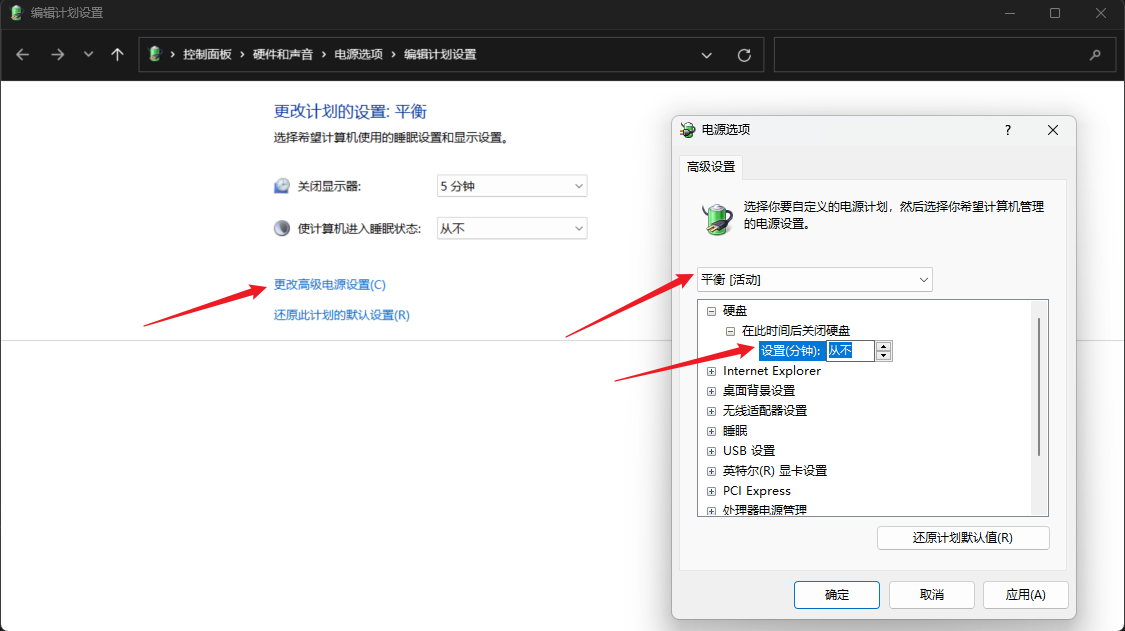 编辑计划设置
控制面板 › 硬件和声音 › 电源选项 › 编辑计划设置
更改计划的设置: 平衡
选择希望计算机使用的睡眠设置和显示设置。
关闭显示器: 5 分钟
使计算机进入睡眠状态: 从不
更改高级电源设置(C)
还原此计划的默认设置(R)
电源选项 ?
高级设置
选择你要自定义的电源计划，然后选择你希望计算机管理
的电源设置。
平衡 [活动]
硬盘
在此时间后关闭硬盘
设置(分钟): 从不
Internet Explorer
桌面背景设置
无线适配器设置
睡眠
USB 设置
英特尔(R) 显卡设置
PCI Express
处理器电源管理
还原计划默认值(R)
确定 取消 应用(A)